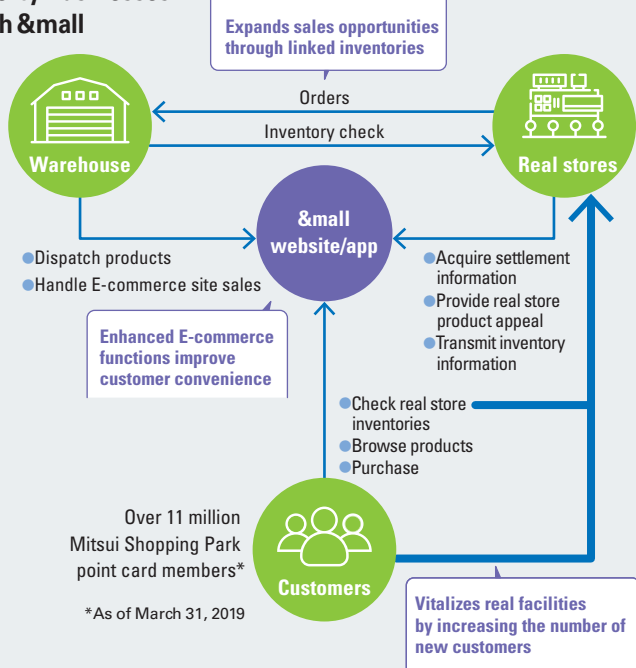 h &mall
Expands sales opportunities
through linked inventories
Orders
Inventory check
Warehouse
Real stores
&mall
website/app
●Dispatch products
●Handle E-commerce site sales
●Acquire settlement
information
●Provide real store
product appeal
●Transmit inventory
information
Enhanced E-commerce
functions improve
customer convenience
●Check real store
inventories
●Browse products
●Purchase
Over 11 million
Mitsui Shopping Park
point card members*
*As of March 31, 2019
Customers
Vitalizes real facilities
by increasing the number of
new customers